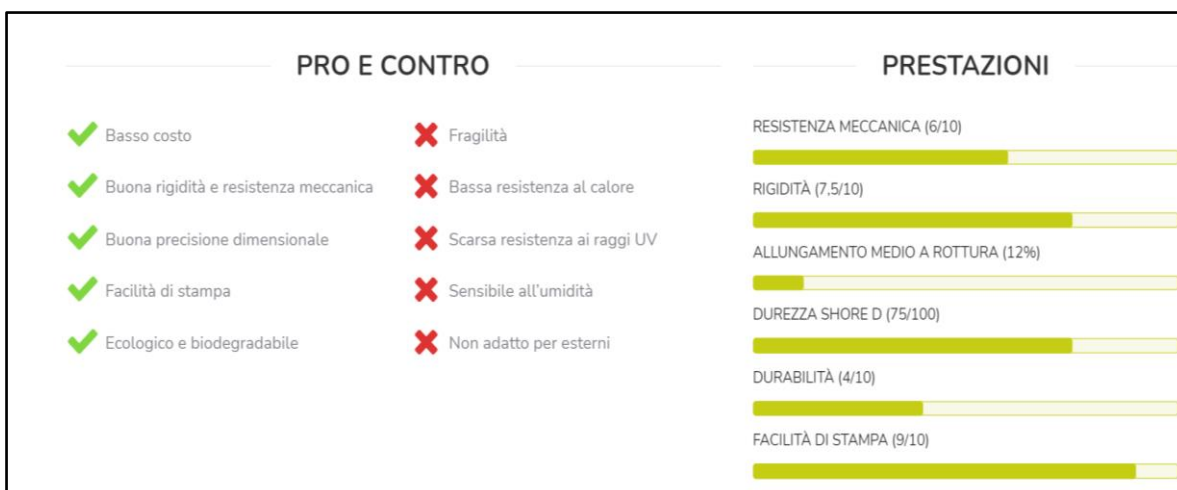 PRO E CONTRO
Basso costo
Buona rigidità e resistenza meccanica
Buona precisione dimensionale
Facilità di stampa
Ecologico e biodegradabile
Fragilità
Bassa resistenza al calore
Scarsa resistenza ai raggi UV
Sensibile all'umidità
Non adatto per esterni
PRESTAZIONI
RESISTENZA MECCANICA (6/10)
RIGIDITÀ (7,5/10)
ALLUNGAMENTO MEDIO A ROTTURA (12%)
DUREZZA SHORE D (75/100)
DURABILITÀ (4/10)
FACILITÀ DI STAMPA (9/10)